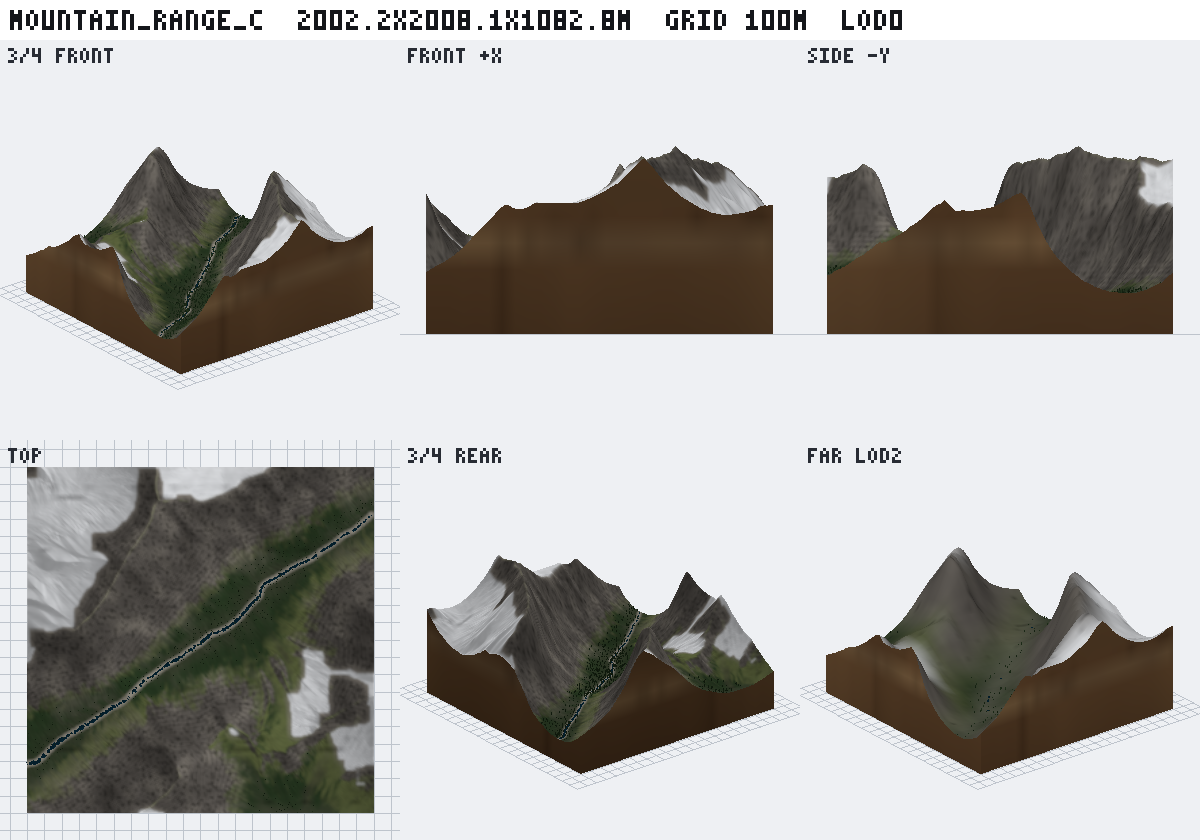 MOUNTAIN_RANGE_C 2002.2X2008.1X1082.8M GRID 100M LOD0
3/4 FRONT
FRONT +X
SIDE -Y
TOP
3/4 REAR
FAR LOD2